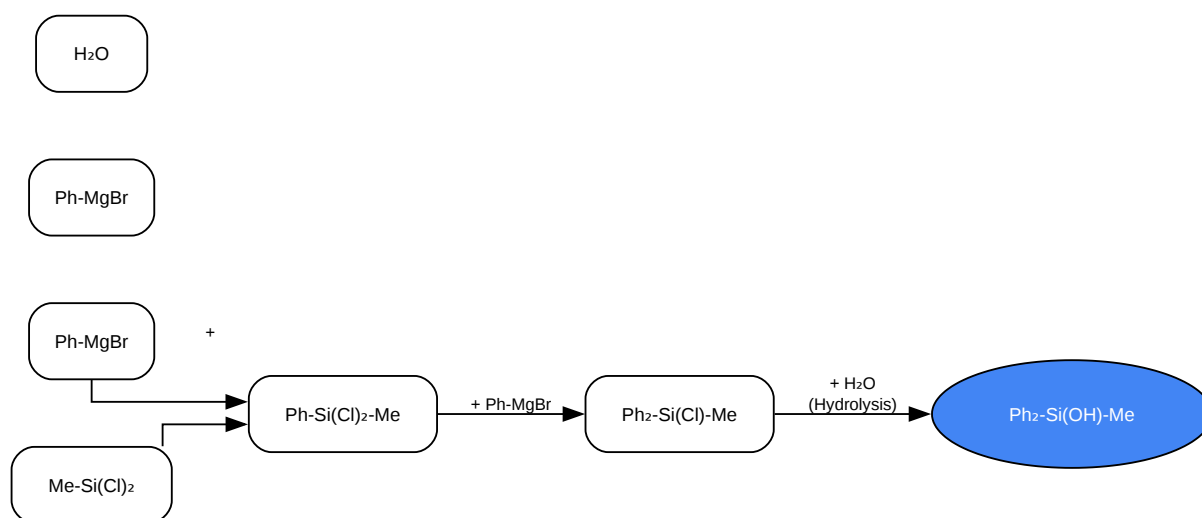 H₂O
Ph-MgBr
Ph-MgBr
+
Me-Si(Cl)₂
Ph-Si(Cl)₂-Me
+ Ph-MgBr
Ph₂-Si(Cl)-Me
+ H₂O
(Hydrolysis)
Ph₂-Si(OH)-Me